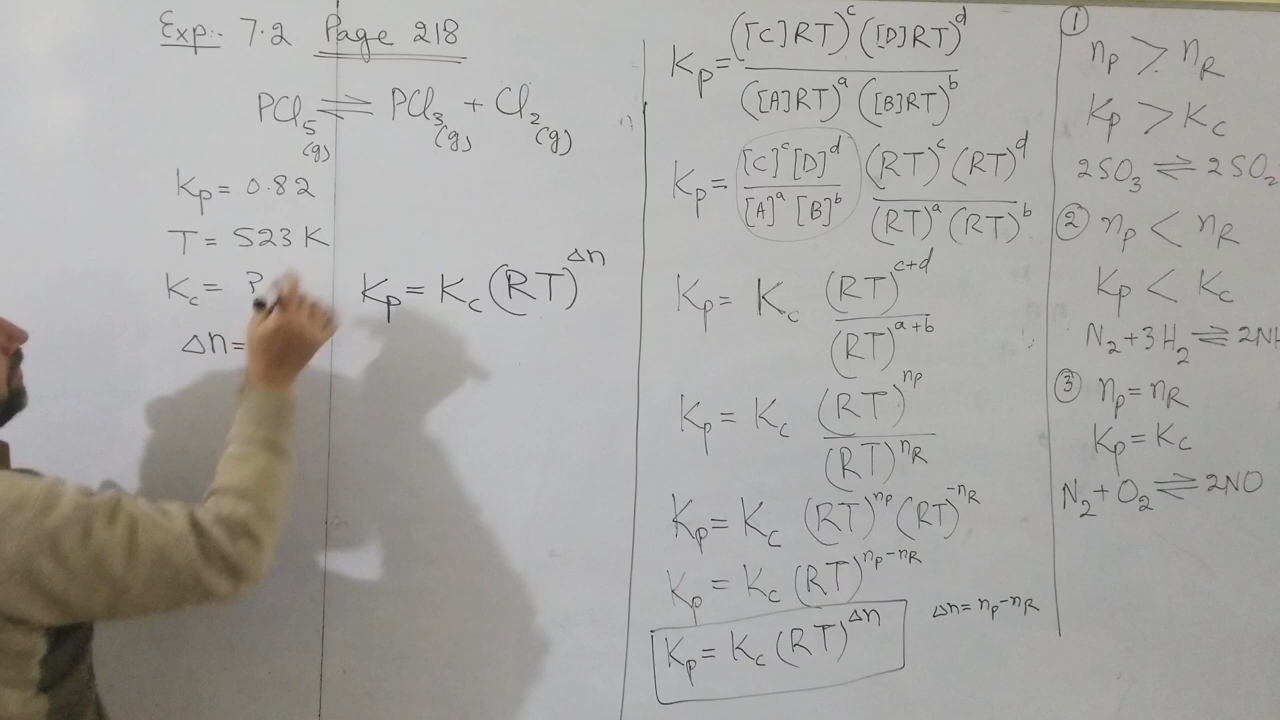 Exp:- 7.2 Page 218
PCl₅(g) ⇌ PCl₃(g) + Cl₂(g)
Kp = 0.82
T = 523 K
Kc = ?
Kp = Kc (RT)^Δn
Δn =
Kp = ([C]RT)^c ([D]RT)^d / ([A]RT)^a ([B]RT)^b
Kp = [C]^c [D]^d / [A]^a [B]^b (RT)^c (RT)^d / (RT)^a (RT)^b
Kp = Kc (RT)^c+d / (RT)^a+b
Kp = Kc (RT)^np / (RT)^nR
Kp = Kc (RT)^np (RT)^-nR
Kp = Kc (RT)^np-nR
Kp = Kc (RT)^Δn
Δn = np-nR
① np > nR
Kp > Kc
2SO₃ ⇌ 2SO₂
② np < nR
Kp < Kc
N₂ + 3H₂ ⇌ 2NH
③ np = nR
Kp = Kc
N₂ + O₂ ⇌ 2NO